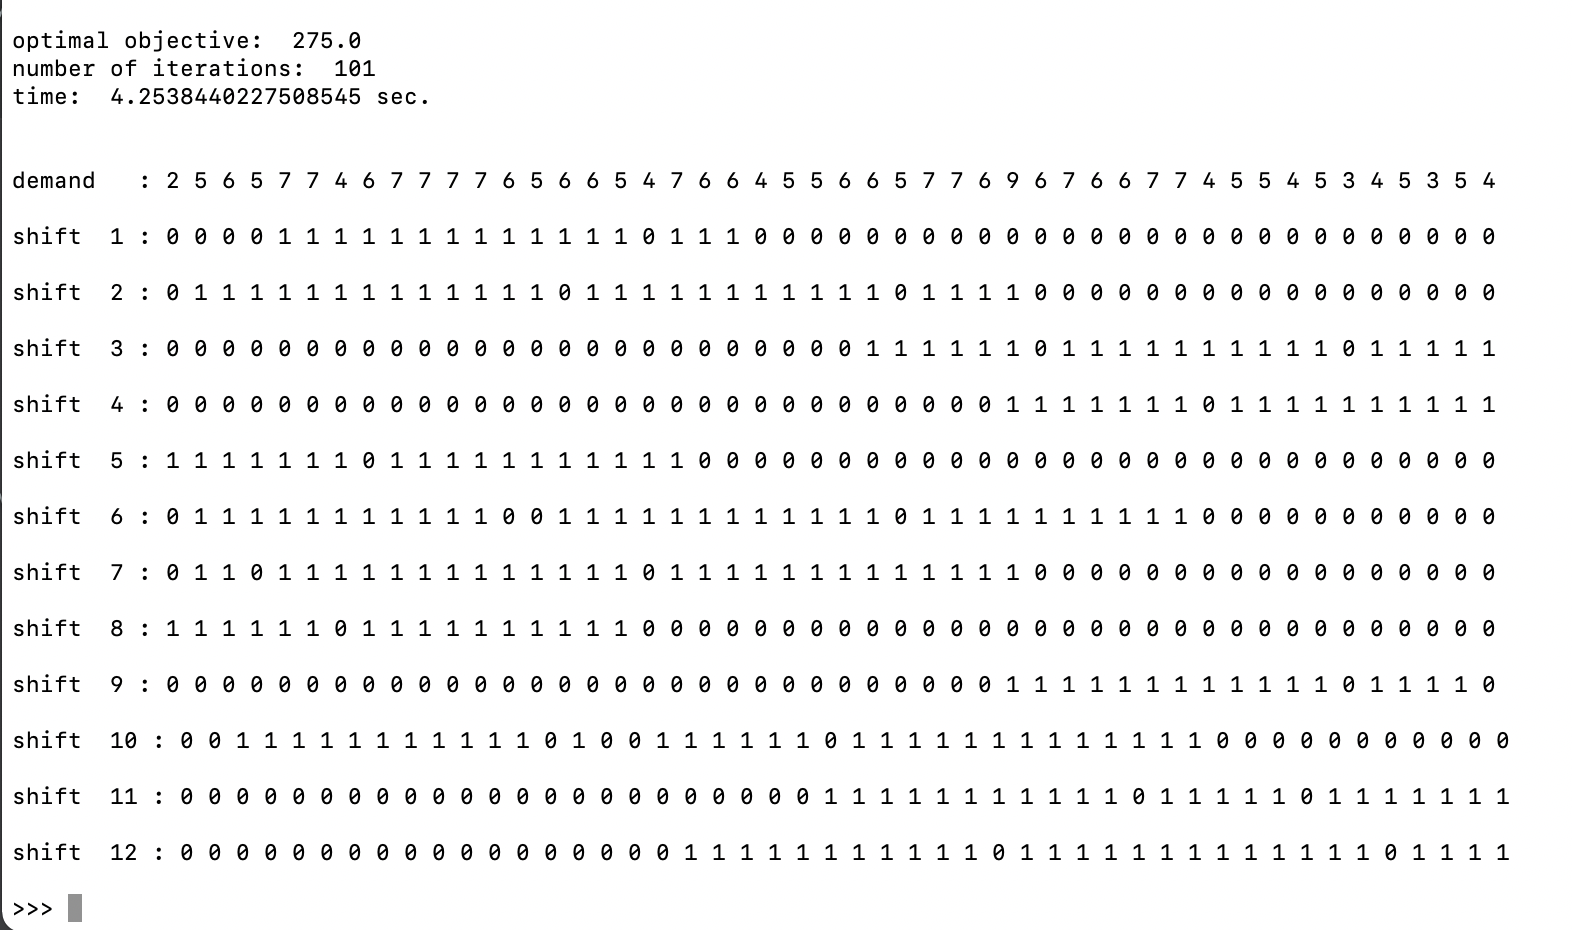 optimal objective:  275.0
number of iterations:  101
time:  4.2538440227508545 sec.
demand   : 2 5 6 5 7 7 4 6 7 7 7 7 6 5 6 6 5 4 7 6 6 4 5 5 6 6 5 7 7 6 9 6 7 6 6 7 7 4 5 5 4 5 3 4 5 3 5 4
shift  1 : 0 0 0 0 1 1 1 1 1 1 1 1 1 1 1 1 1 0 1 1 1 0 0 0 0 0 0 0 0 0 0 0 0 0 0 0 0 0 0 0 0 0 0 0 0 0 0 0
shift  2 : 0 1 1 1 1 1 1 1 1 1 1 1 1 1 0 1 1 1 1 1 1 1 1 1 1 1 0 1 1 1 1 0 0 0 0 0 0 0 0 0 0 0 0 0 0 0 0 0
shift  3 : 0 0 0 0 0 0 0 0 0 0 0 0 0 0 0 0 0 0 0 0 0 0 0 0 0 1 1 1 1 1 1 0 1 1 1 1 1 1 1 1 1 1 0 1 1 1 1 1
shift  4 : 0 0 0 0 0 0 0 0 0 0 0 0 0 0 0 0 0 0 0 0 0 0 0 0 0 0 0 0 0 0 1 1 1 1 1 1 1 0 1 1 1 1 1 1 1 1 1 1
shift  5 : 1 1 1 1 1 1 1 0 1 1 1 1 1 1 1 1 1 1 1 0 0 0 0 0 0 0 0 0 0 0 0 0 0 0 0 0 0 0 0 0 0 0 0 0 0 0 0 0
shift  6 : 0 1 1 1 1 1 1 1 1 1 1 1 0 0 1 1 1 1 1 1 1 1 1 1 1 1 0 1 1 1 1 1 1 1 1 1 1 0 0 0 0 0 0 0 0 0 0 0
shift  7 : 0 1 1 0 1 1 1 1 1 1 1 1 1 1 1 1 1 0 1 1 1 1 1 1 1 1 1 1 1 1 1 0 0 0 0 0 0 0 0 0 0 0 0 0 0 0 0 0
shift  8 : 1 1 1 1 1 1 0 1 1 1 1 1 1 1 1 1 1 0 0 0 0 0 0 0 0 0 0 0 0 0 0 0 0 0 0 0 0 0 0 0 0 0 0 0 0 0 0 0
shift  9 : 0 0 0 0 0 0 0 0 0 0 0 0 0 0 0 0 0 0 0 0 0 0 0 0 0 0 0 0 0 0 1 1 1 1 1 1 1 1 1 1 1 1 0 1 1 1 1 0
shift  10 : 0 0 1 1 1 1 1 1 1 1 1 1 1 0 1 0 0 1 1 1 1 1 1 0 1 1 1 1 1 1 1 1 1 1 1 1 1 0 0 0 0 0 0 0 0 0 0 0
shift  11 : 0 0 0 0 0 0 0 0 0 0 0 0 0 0 0 0 0 0 0 0 0 0 0 1 1 1 1 1 1 1 1 1 1 1 0 1 1 1 1 1 0 1 1 1 1 1 1 1
shift  12 : 0 0 0 0 0 0 0 0 0 0 0 0 0 0 0 0 0 0 1 1 1 1 1 1 1 1 1 1 1 0 1 1 1 1 1 1 1 1 1 1 1 1 1 0 1 1 1 1
>>>